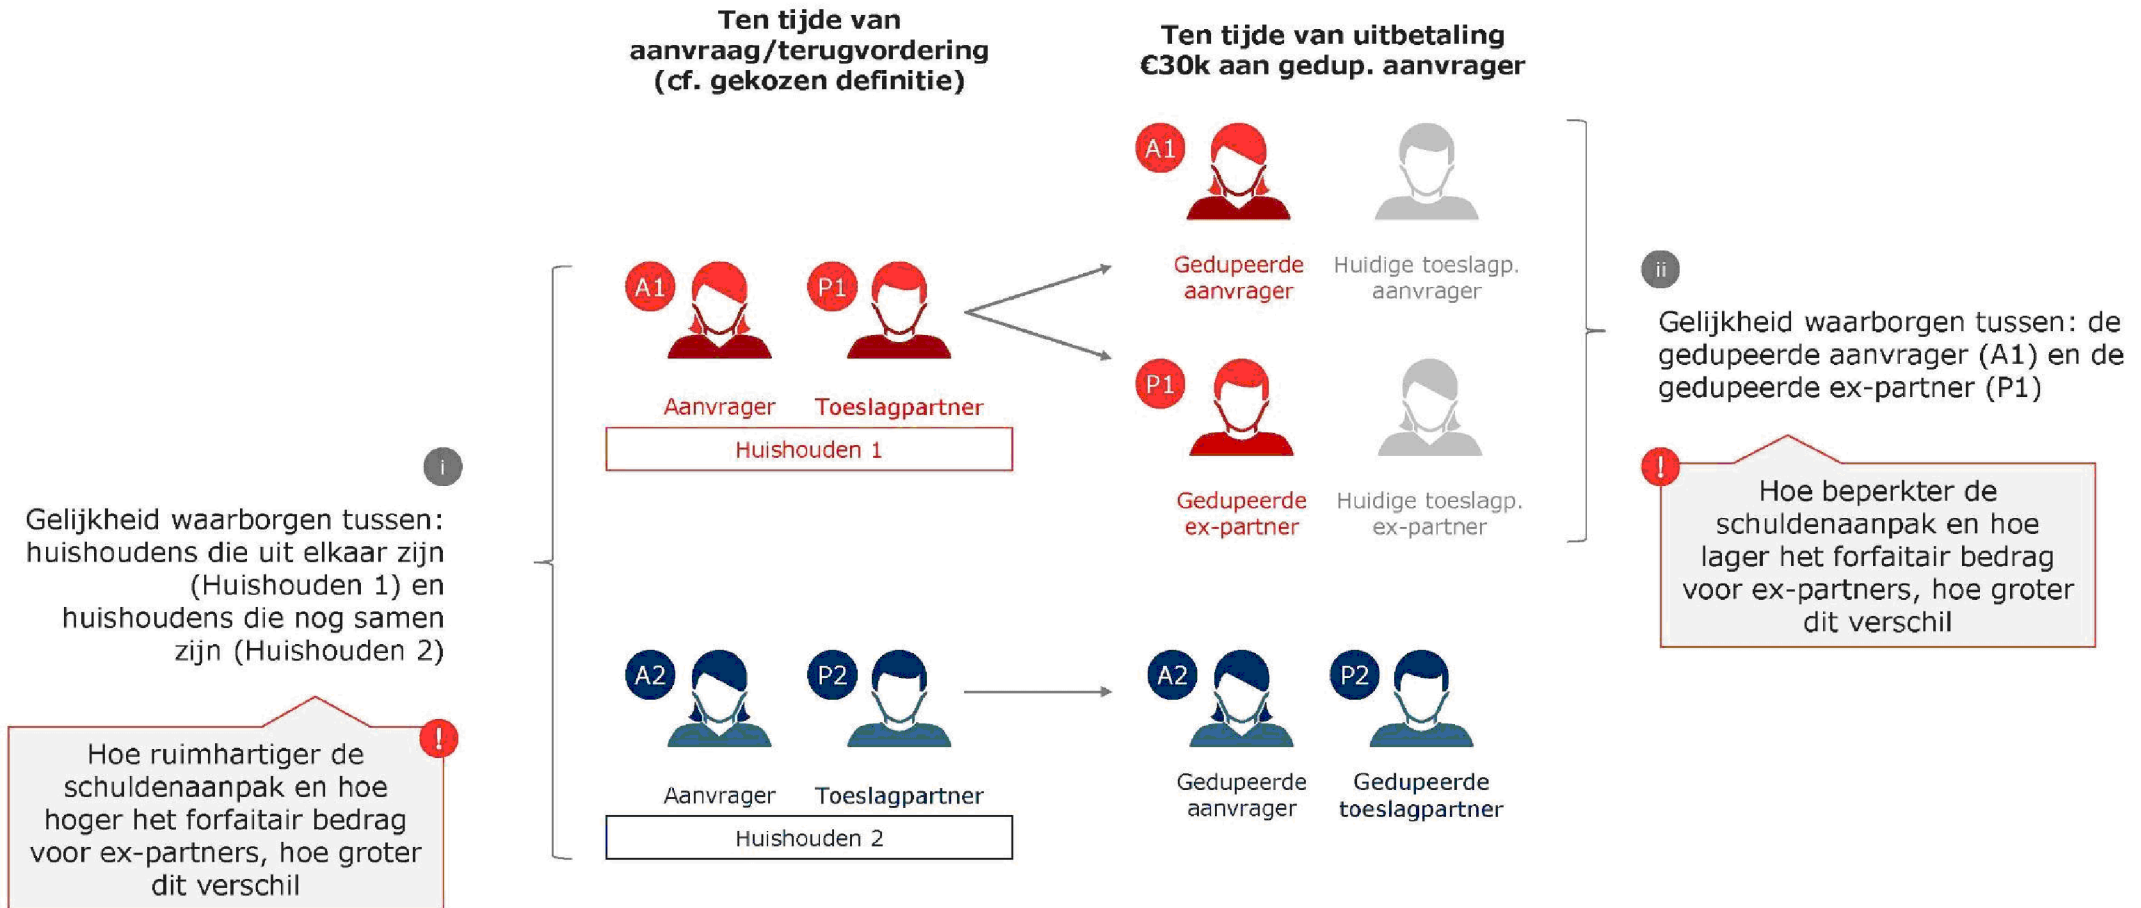 Ten tijde van
aanvraag/terugvordering
(cf. gekozen definitie)
Ten tijde van uitbetaling
€30k aan gedup. aanvrager
A1
Gedupeerde
aanvrager
Huidige toeslagp.
aanvrager
A1
P1
Aanvrager
Toeslagpartner
Huishouden 1
P1
Gedupeerde
ex-partner
Huidige toeslagp.
ex-partner
ii
Gelijkheid waarborgen tussen: de
gedupeerde aanvrager (A1) en de
gedupeerde ex-partner (P1)
!
Hoe beperkter de
schuldenaanpak en hoe
lager het forfaitair bedrag
voor ex-partners, hoe groter
dit verschil
i
Gelijkheid waarborgen tussen:
huishoudens die uit elkaar zijn
(Huishouden 1) en
huishoudens die nog samen
zijn (Huishouden 2)
!
Hoe ruimhartiger de
schuldenaanpak en hoe
hoger het forfaitair bedrag
voor ex-partners, hoe groter
dit verschil
A2
P2
Aanvrager
Toeslagpartner
Huishouden 2
A2
P2
Gedupeerde
aanvrager
Gedupeerde
toeslagpartner